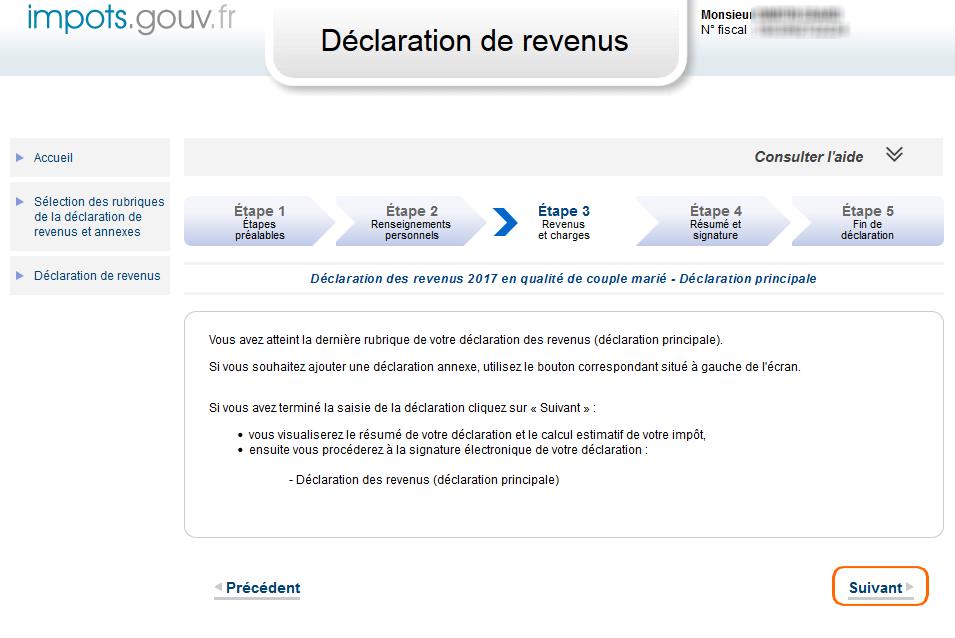 impots.gouv.fr
Déclaration de revenus
Monsieur
N° fiscal
Accueil
Sélection des rubriques
de la déclaration de
revenus et annexes
Déclaration de revenus
Consulter l'aide
Étape 1
Étapes
préalables
Étape 2
Renseignements
personnels
Étape 3
Revenus
et charges
Étape 4
Résumé et
signature
Étape 5
Fin de
déclaration
Déclaration des revenus 2017 en qualité de couple marié - Déclaration principale
Vous avez atteint la dernière rubrique de votre déclaration des revenus (déclaration principale).
Si vous souhaitez ajouter une déclaration annexe, utilisez le bouton correspondant situé à gauche de l'écran.
Si vous avez terminé la saisie de la déclaration cliquez sur « Suivant » :
• vous visualiserez le résumé de votre déclaration et le calcul estimatif de votre impôt,
• ensuite vous procéderez à la signature électronique de votre déclaration :
- Déclaration des revenus (déclaration principale)
Précédent
Suivant